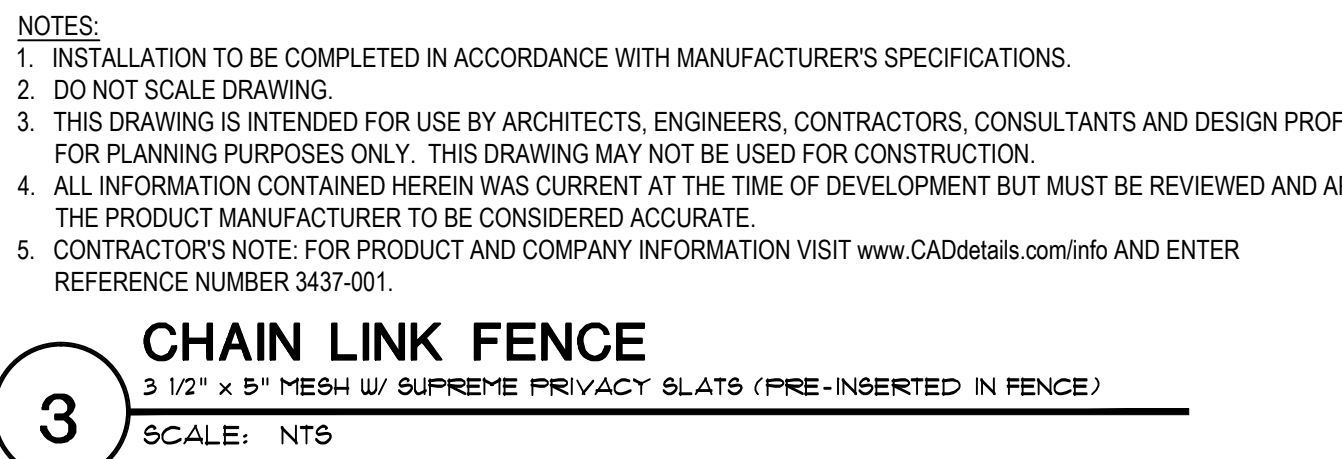 NOTES:
1. INSTALLATION TO BE COMPLETED IN ACCORDANCE WITH MANUFACTURER'S SPECIFICATIONS.
2. DO NOT SCALE DRAWING.
3. THIS DRAWING IS INTENDED FOR USE BY ARCHITECTS, ENGINEERS, CONTRACTORS, CONSULTANTS AND DESIGN
FOR PLANNING PURPOSES ONLY. THIS DRAWING MAY NOT BE USED FOR CONSTRUCTION.
4. ALL INFORMATION CONTAINED HEREIN WAS CURRENT AT THE TIME OF DEVELOPMENT BUT MUST BE REVIEWED AND
THE PRODUCT MANUFACTURER TO BE CONSIDERED ACCURATE.
5. CONTRACTOR'S NOTE: FOR PRODUCT AND COMPANY INFORMATION VISIT www.CADdetails.com/info AND ENTER
REFERENCE NUMBER 3437-001.
CHAIN LINK FENCE
3 1/2" x 5" MESH W/ SUPREME PRIVACY SLATS (PRE-INSERTED IN FENCE)
3
SCALE: NTS